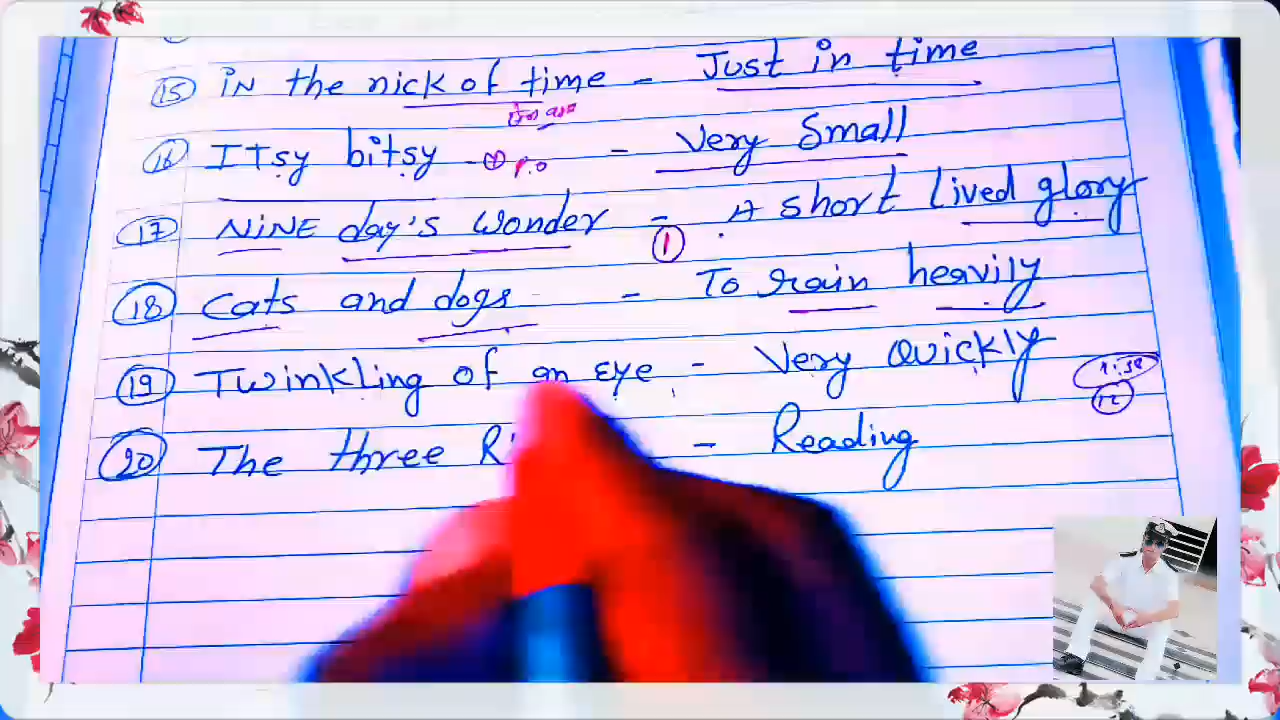 15 IN the nick of time - Just in time
16 ITsy bitsy - P.O - Very Small
17 NINE day's wonder - A short Lived glory
1
18 Cats and dogs - To rain heavily
19 Twinkling of an Eye - Very Quickly
20 The three - Reading